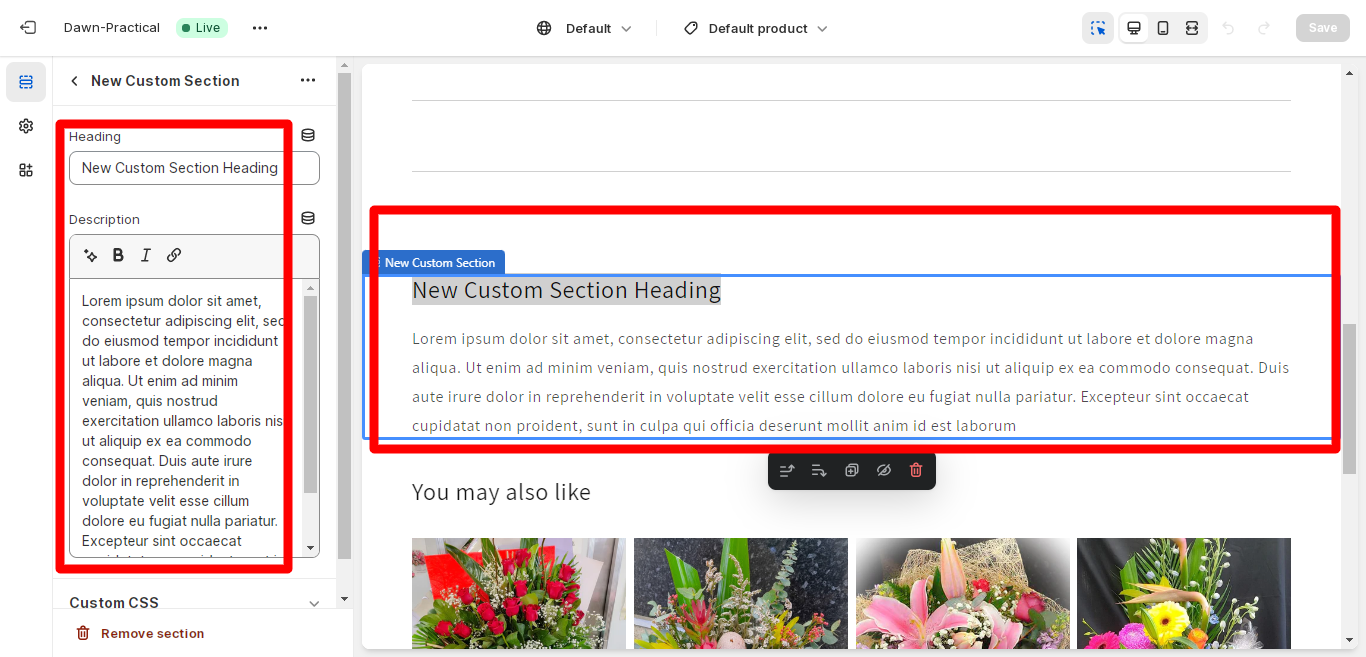 Dawn-Practical
Live
Default
Default product
Save
New Custom Section
Heading
New Custom Section Heading
Description
B I
Lorem ipsum dolor sit amet,
consectetur adipiscing elit, sed
do eiusmod tempor incididunt
ut labore et dolore magna
aliqua. Ut enim ad minim
veniam, quis nostrud
exercitation ullamco laboris nis
ut aliquip ex ea commodo
consequat. Duis aute irure
dolor in reprehenderit in
voluptate velit esse cillum
dolore eu fugiat nulla pariatur.
Excepteur sint occaecat
Custom CSS
Remove section
New Custom Section
New Custom Section Heading
Lorem ipsum dolor sit amet, consectetur adipiscing elit, sed do eiusmod tempor incididunt ut labore et dolore magna
aliqua. Ut enim ad minim veniam, quis nostrud exercitation ullamco laboris nisi ut aliquip ex ea commodo consequat. Duis
aute irure dolor in reprehenderit in voluptate velit esse cillum dolore eu fugiat nulla pariatur. Excepteur sint occaecat
cupidatat non proident, sunt in culpa qui officia deserunt mollit anim id est laborum
You may also like